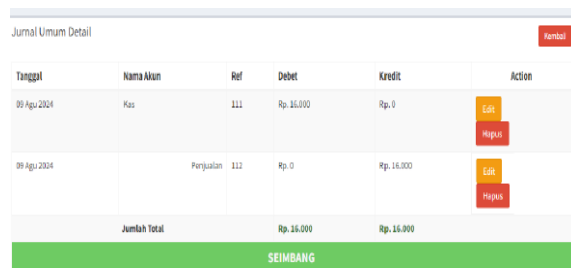 Jurnal Umum Detail
Kembali
Tanggal Nama Akun Ref Debet Kredit Action
09 Agu 2024 Kas 111 Rp. 16.000 Rp. 0 Edit
Hapus
09 Agu 2024 Penjualan 112 Rp. 0 Rp. 16.000 Edit
Hapus
Jumlah Total Rp. 16.000 Rp. 16.000
SEIMBANG